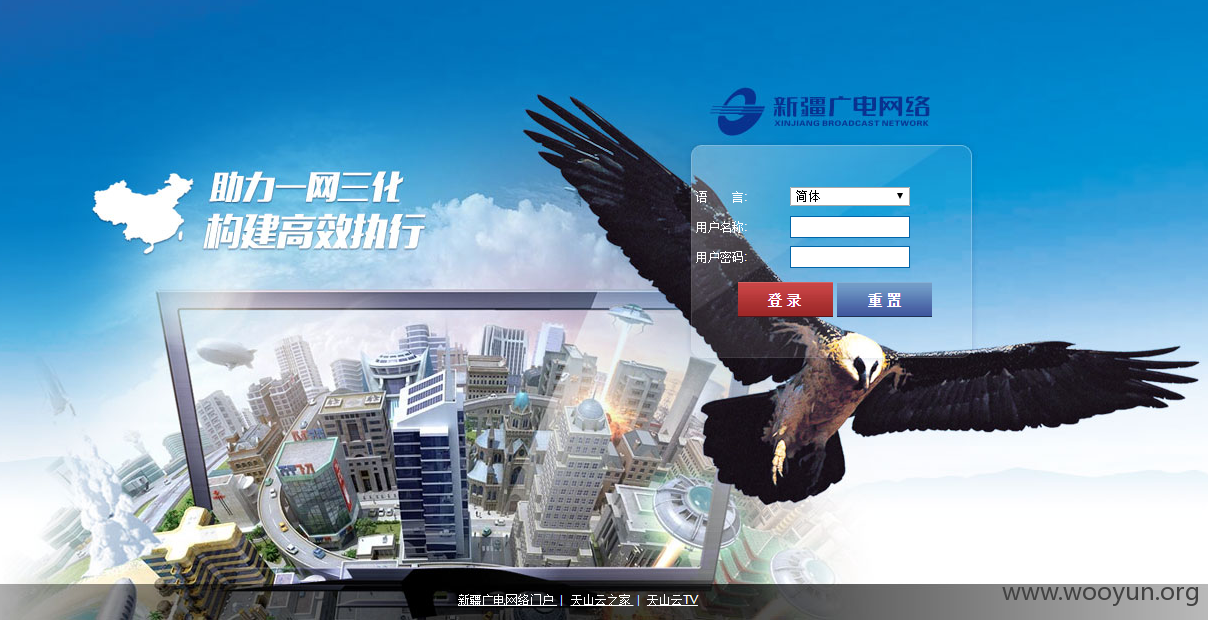 新疆广电网络
XINJIANG BROADCAST NETWORK
助力一网三化
构建高效执行
语 言: 简体
用户名称:
用户密码:
登 录 重 置
新疆广电网络门户 | 天山云之家 | 天山云TV
www.wooyun.org